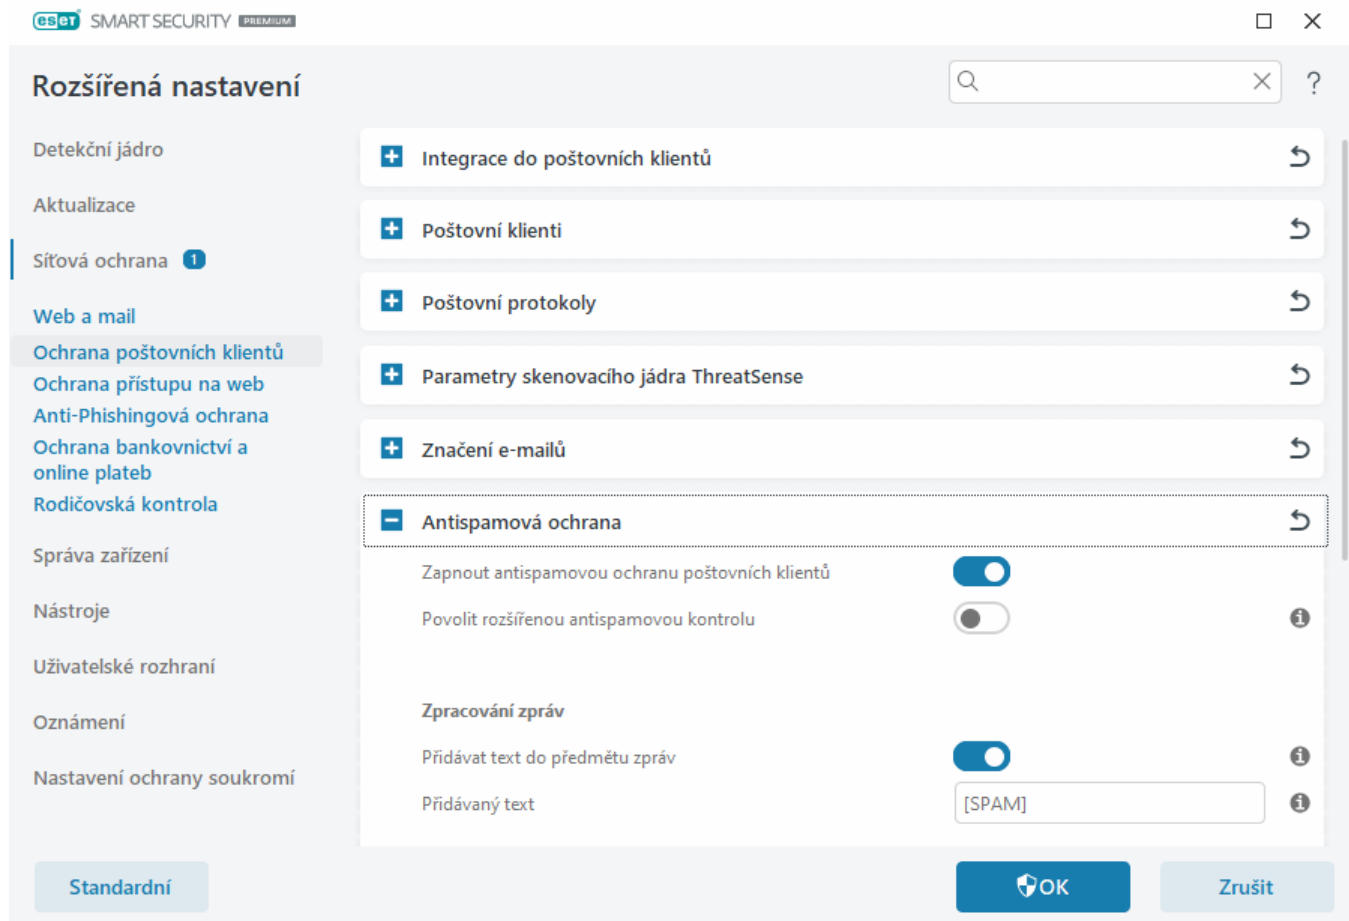 eset SMART SECURITY PREMIUM
Rozšířená nastavení
?
Detekční jádro
Aktualizace
Síťová ochrana 1
Web a mail
Ochrana poštovních klientů
Ochrana přístupu na web
Anti-Phishingová ochrana
Ochrana bankovnictví a
online plateb
Rodičovská kontrola
Správa zařízení
Nástroje
Uživatelské rozhraní
Oznámení
Nastavení ochrany soukromí
Integrace do poštovních klientů
Poštovní klienti
Poštovní protokoly
Parametry skenovacího jádra ThreatSense
Značení e-mailů
Antispamová ochrana
Zapnout antispamovou ochranu poštovních klientů
Povolit rozšířenou antispamovou kontrolu
Zpracování zpráv
Přidávat text do předmětu zpráv
Přidávaný text [SPAM]
Standardní
OK
Zrušit